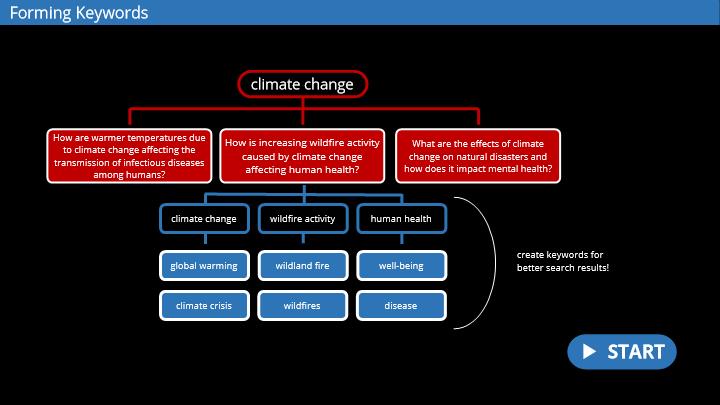 Forming Keywords
climate change
How are warmer temperatures due
to climate change affecting the
transmission of infectious diseases
among humans?
How is increasing wildfire activity
caused by climate change
affecting human health?
What are the effects of climate
change on natural disasters and
how does it impact mental health?
climate change
wildfire activity
human health
global warming
wildland fire
well-being
climate crisis
wildfires
disease
create keywords for
better search results!
START